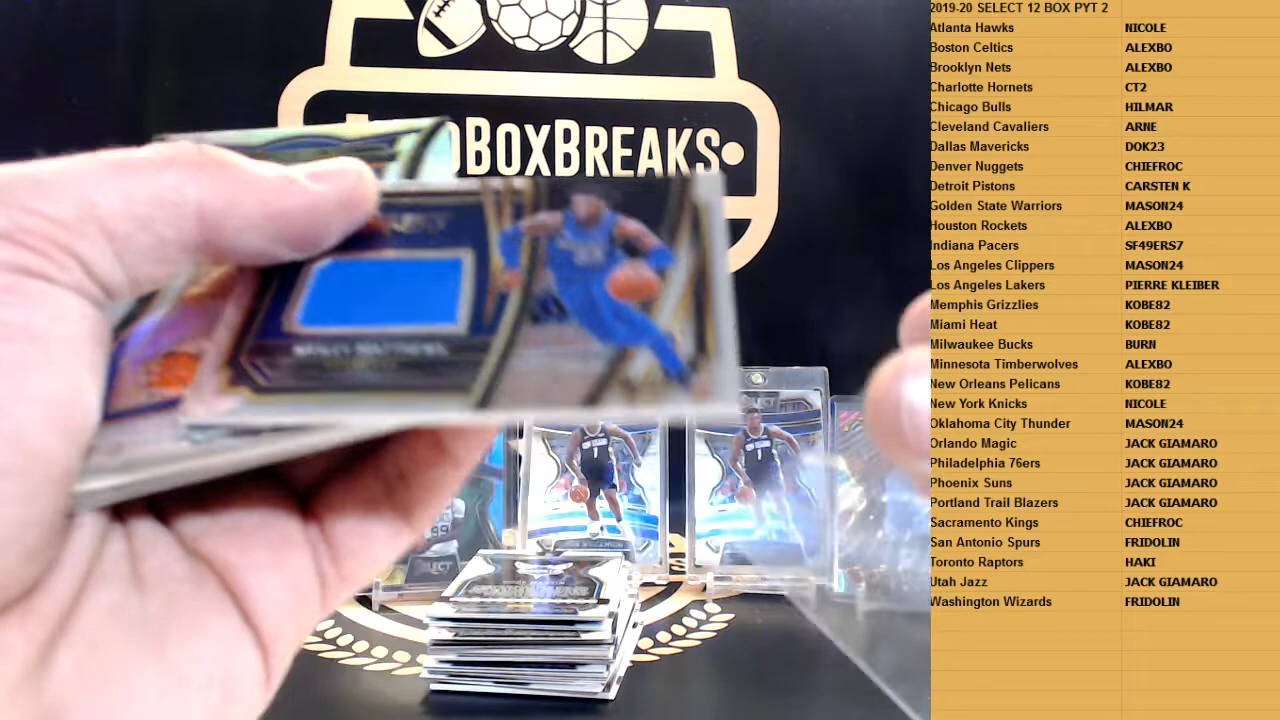 BOXBREAKS
2019-20 SELECT 12 BOX PYT 2
Atlanta Hawks NICOLE
Boston Celtics ALEXBO
Brooklyn Nets ALEXBO
Charlotte Hornets CT2
Chicago Bulls HILMAR
Cleveland Cavaliers ARNE
Dallas Mavericks DOK23
Denver Nuggets CHIEFROC
Detroit Pistons CARSTEN K
Golden State Warriors MASON24
Houston Rockets ALEXBO
Indiana Pacers SF49ERS7
Los Angeles Clippers MASON24
Los Angeles Lakers PIERRE KLEIBER
Memphis Grizzlies KOBE82
Miami Heat KOBE82
Milwaukee Bucks BURN
Minnesota Timberwolves ALEXBO
New Orleans Pelicans KOBE82
New York Knicks NICOLE
Oklahoma City Thunder MASON24
Orlando Magic JACK GIAMARO
Philadelphia 76ers JACK GIAMARO
Phoenix Suns JACK GIAMARO
Portland Trail Blazers JACK GIAMARO
Sacramento Kings CHIEFROC
San Antonio Spurs FRIDOLIN
Toronto Raptors HAKI
Utah Jazz JACK GIAMARO
Washington Wizards FRIDOLIN